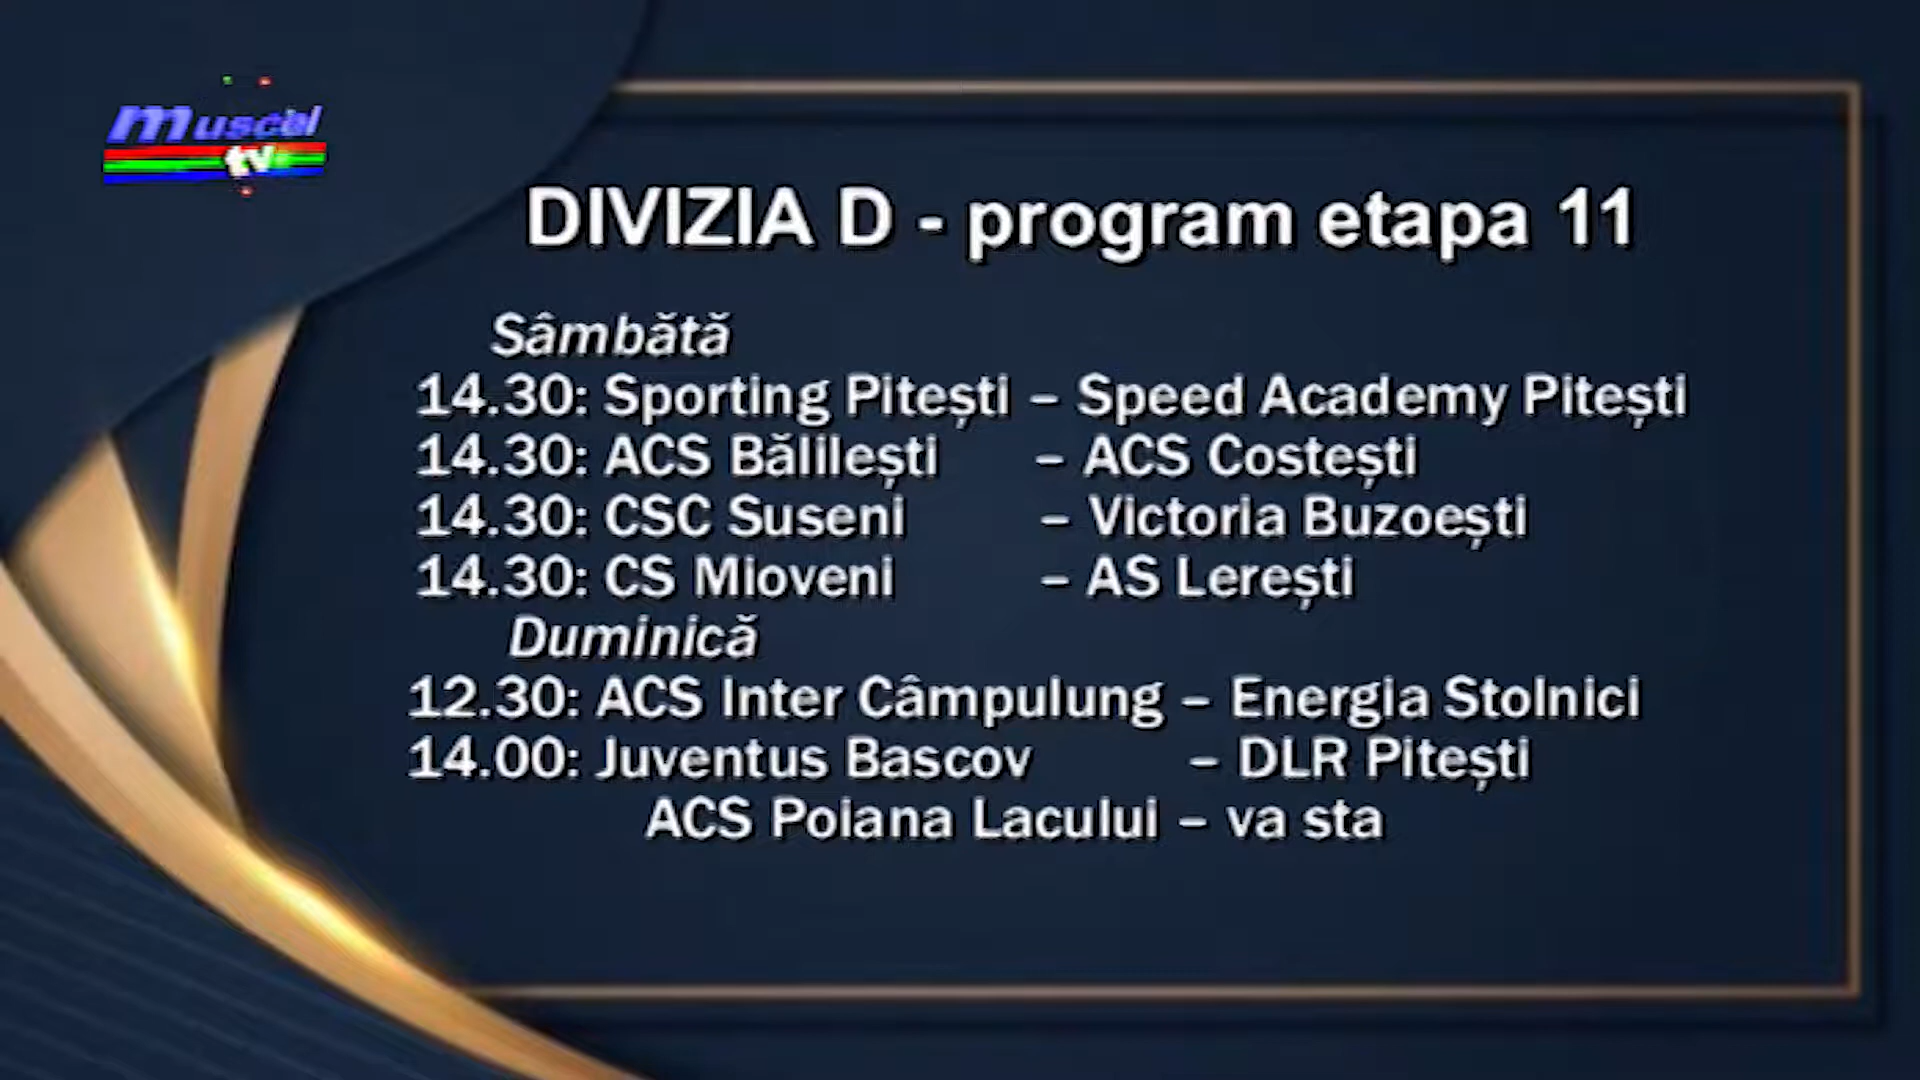 muscel
tv
DIVIZIA D - program etapa 11
Sâmbătă
14.30: Sporting Pitești – Speed Academy Pitești
14.30: ACS Bălilești – ACS Costești
14.30: CSC Suseni – Victoria Buzoești
14.30: CS Mioveni – AS Lerești
Duminică
12.30: ACS Inter Câmpulung – Energia Stolnici
14.00: Juventus Bascov – DLR Pitești
ACS Poiana Lacului – va sta